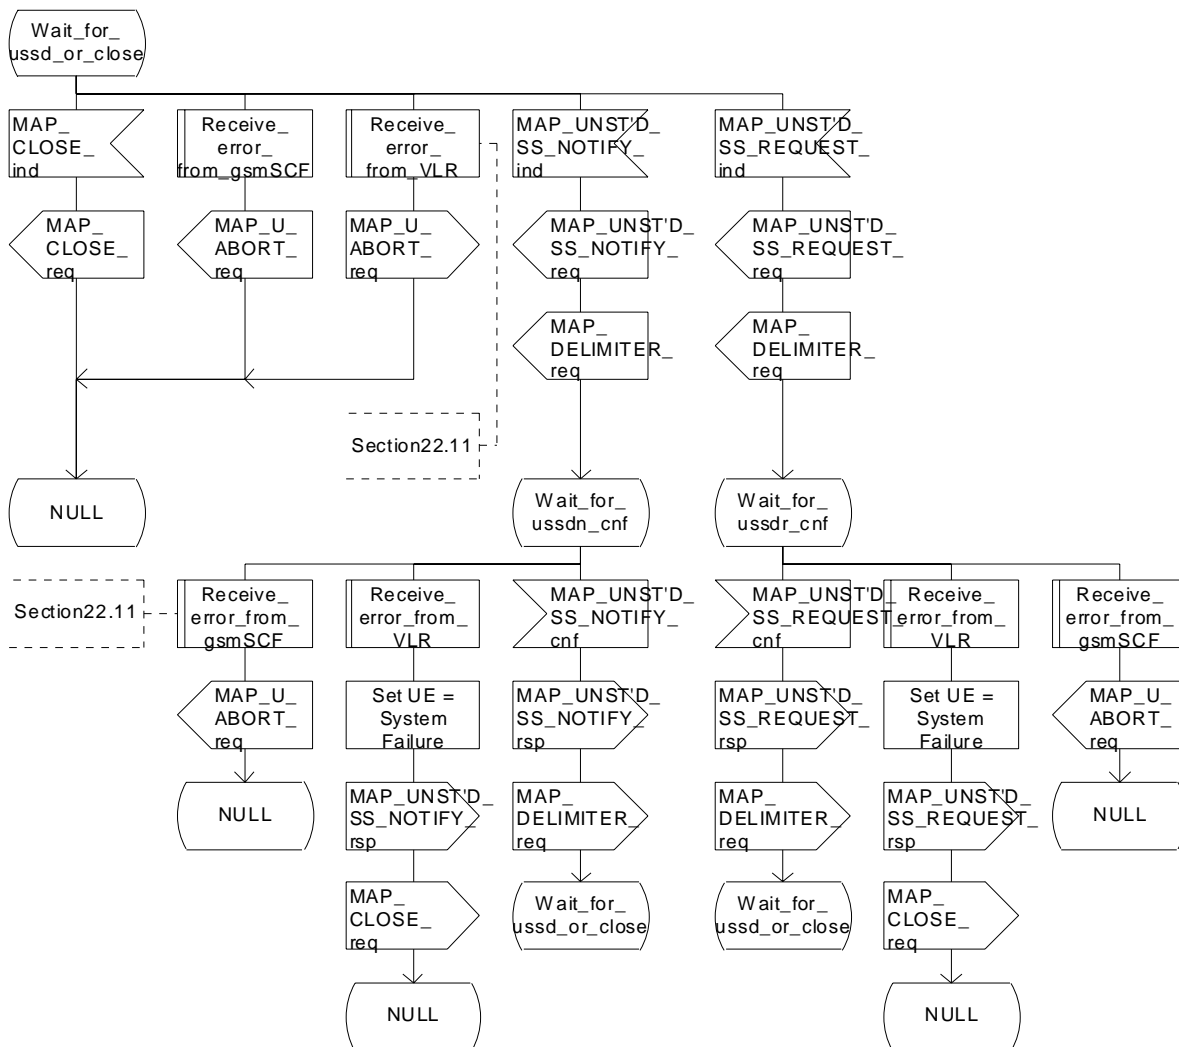 Wait_for_
ussd_or_close
MAP_
CLOSE_
ind
Receive_
error_
from_gsmSCF
Receive_
error_
from_VLR
MAP_UNST'D_
SS_NOTIFY_
ind
MAP_UNST'D_
SS_REQUEST_
ind
MAP_
CLOSE_
req
MAP_U_
ABORT_
req
MAP_U_
ABORT_
req
MAP_UNST'D_
SS_NOTIFY_
req
MAP_UNST'D_
SS_REQUEST_
req
MAP_
DELIMITER_
req
MAP_
DELIMITER_
req
Section22.11
NULL
Wait_for_
ussdn_cnf
Wait_for_
ussdr_cnf
Section22.11
Receive_
error_from_
gsmSCF
Receive_
error_from_
VLR
MAP_UNST'D_
SS_NOTIFY_
cnf
MAP_UNST'D_
SS_REQUEST_
cnf
Receive_
error_from_
VLR
Receive_
error_from_
gsmSCF
MAP_U_
ABORT_
req
Set UE =
System
Failure
MAP_UNST'D_
SS_NOTIFY_
rsp
MAP_UNST'D_
SS_REQUEST_
rsp
Set UE =
System
Failure
MAP_U_
ABORT_
req
NULL
MAP_UNST'D_
SS_NOTIFY_
rsp
MAP_
DELIMITER_
req
MAP_
DELIMITER_
req
MAP_UNST'D_
SS_REQUEST_
rsp
NULL
MAP_
CLOSE_
req
Wait_for_
ussd_or_close
Wait_for_
ussd_or_close
MAP_
CLOSE_
req
NULL
NULL